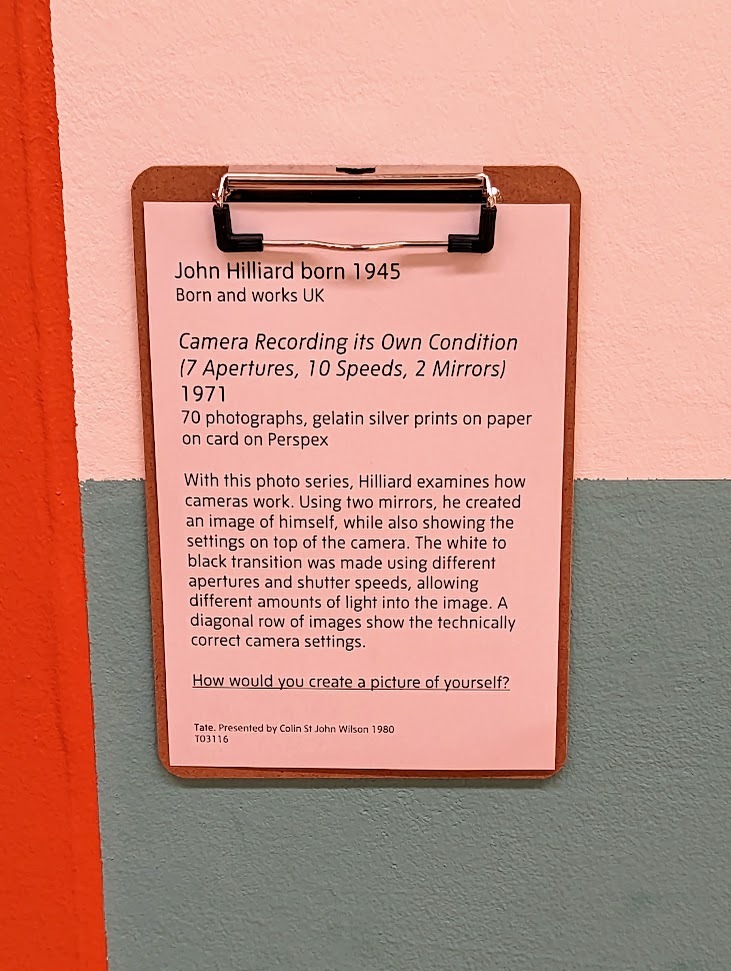 John Hilliard born 1945
Born and works UK
Camera Recording its Own Condition
(7 Apertures, 10 Speeds, 2 Mirrors)
1971
70 photographs, gelatin silver prints on paper
on card on Perspex
With this photo series, Hilliard examines how
cameras work. Using two mirrors, he created
an image of himself, while also showing the
settings on top of the camera. The white to
black transition was made using different
apertures and shutter speeds, allowing
different amounts of light into the image. A
diagonal row of images show the technically
correct camera settings.
How would you create a picture of yourself?
Tate. Presented by Colin St John Wilson 1980
T03116